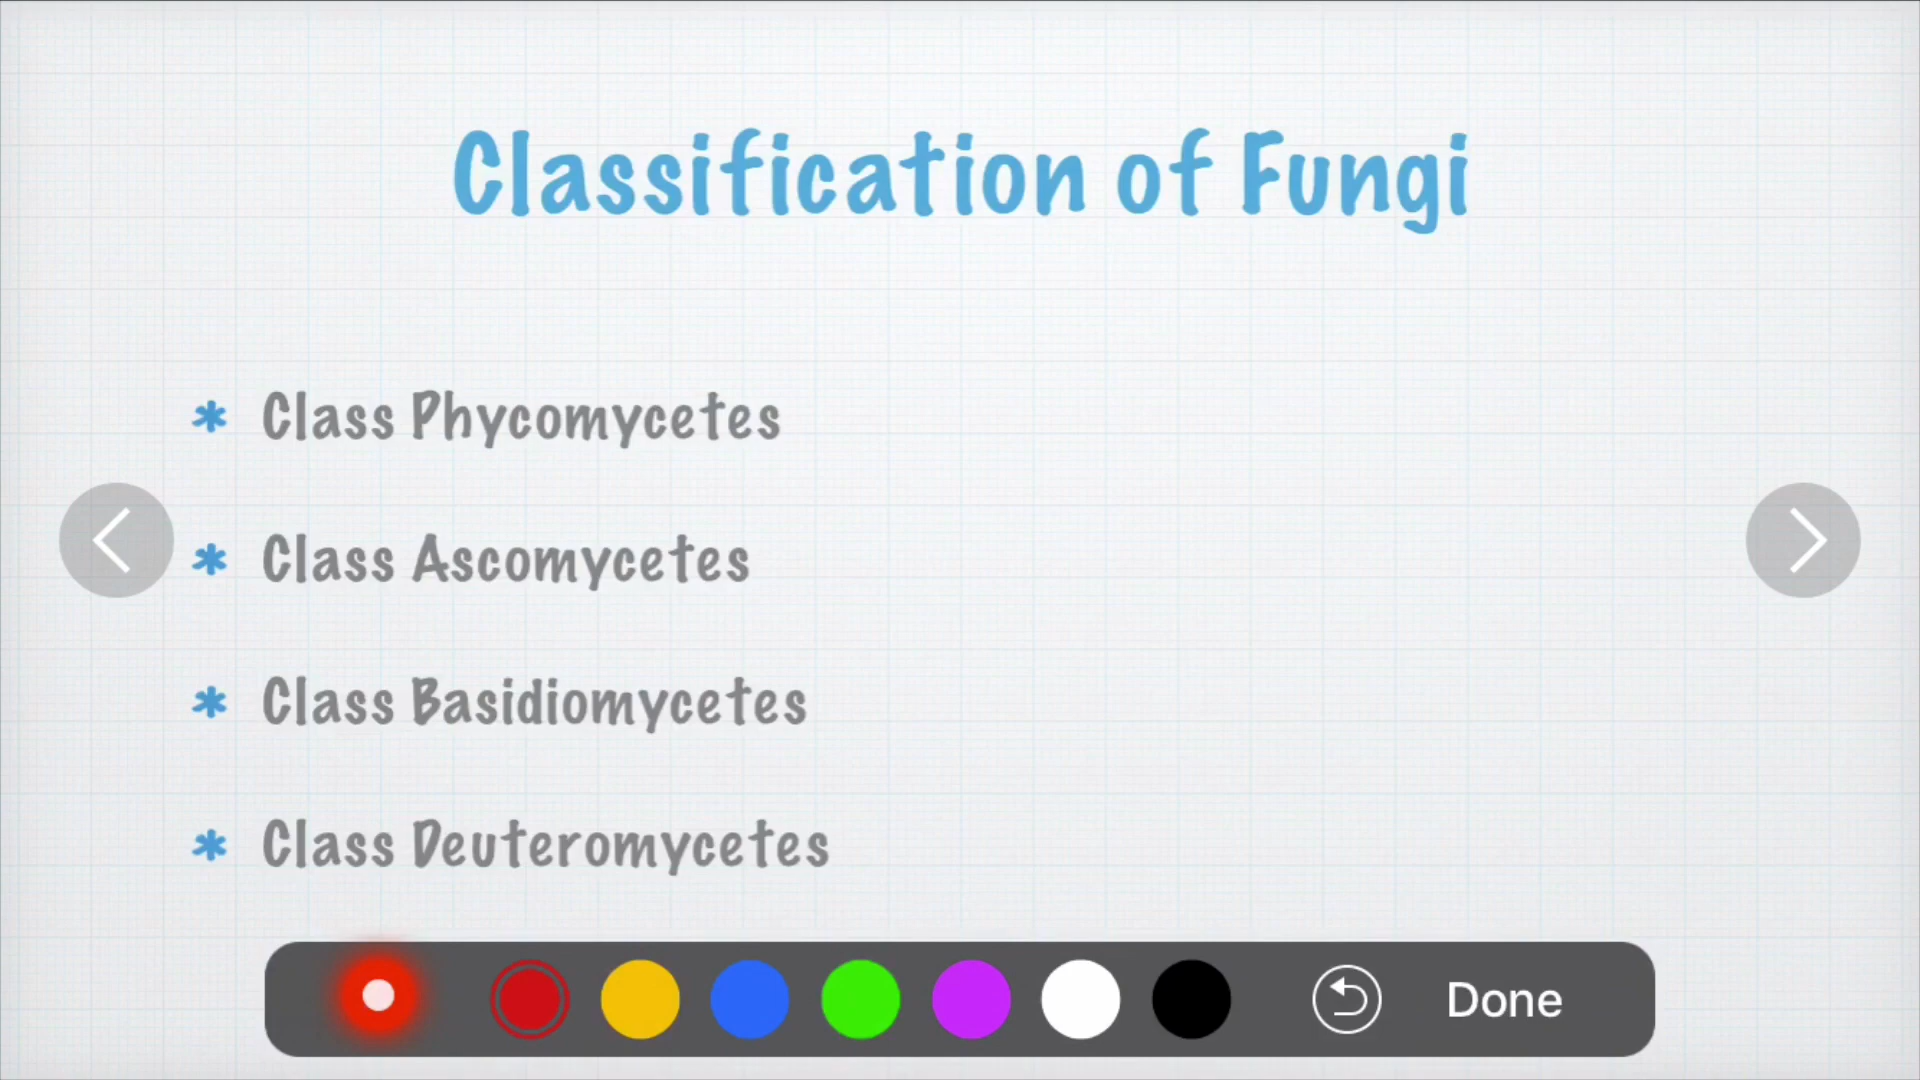 Classification of Fungi
* Class Phycomycetes
* Class Ascomycetes
* Class Basidiomycetes
* Class Deuteromycetes
Done